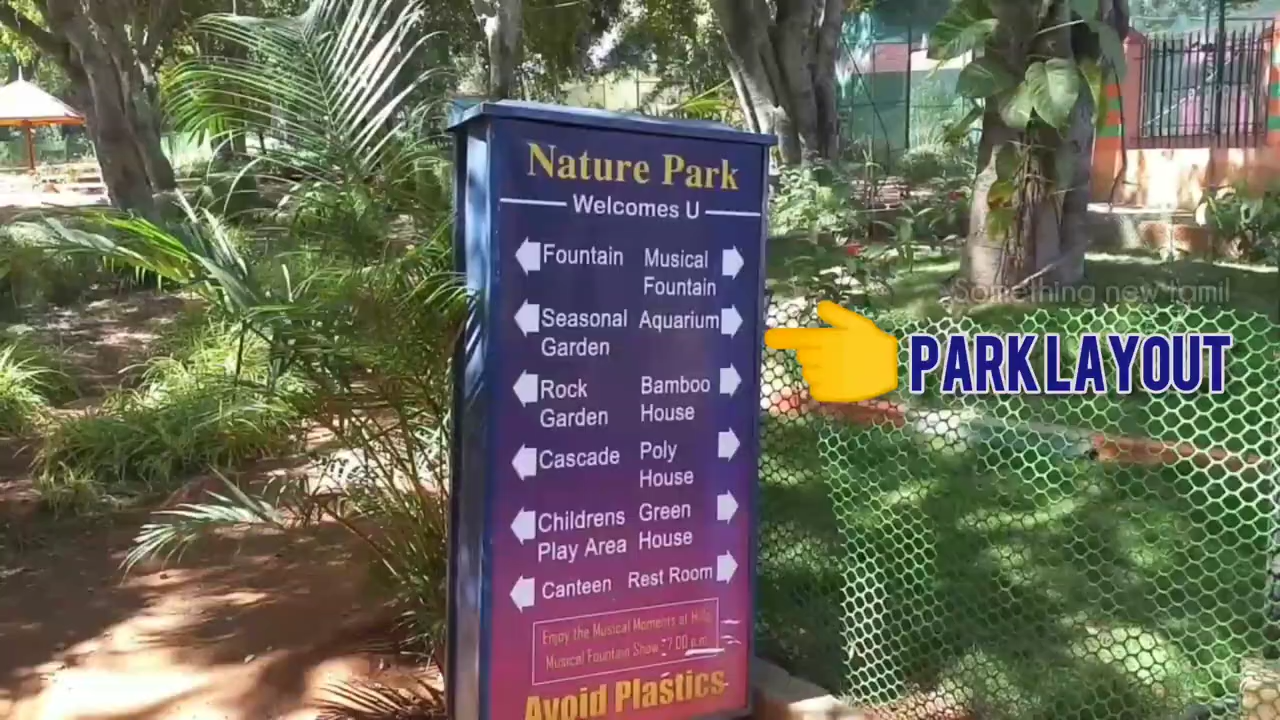 Nature Park
Welcomes U
Fountain
Musical
Fountain
Seasonal
Garden
Aquarium
Rock
Garden
Bamboo
House
Cascade
Poly
House
Childrens
Play Area
Green
House
Canteen
Rest Room
Enjoy the Musical Moments at Hills
Musical Fountain Show : 7.00 p.m.
Avoid Plastics
Something new tamil
PARK LAYOUT